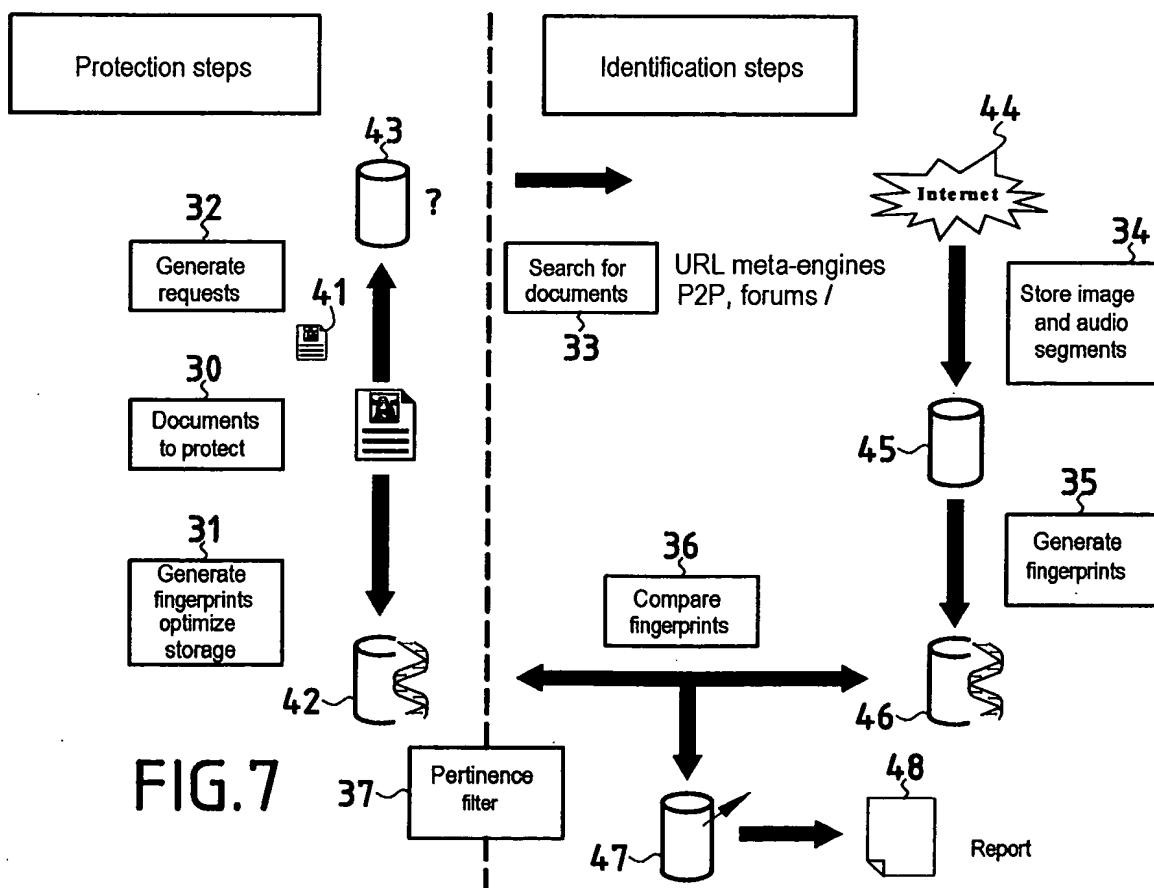 Protection steps
Identification steps
43
?
44
Internet
32
Generate
requests
41
Search for
documents
33
URL meta-engines
P2P, forums /
34
Store image
and audio
segments
30
Documents
to protect
45
31
Generate
fingerprints
optimize
storage
35
Generate
fingerprints
36
Compare
fingerprints
42
46
FIG.7
37
Pertinence
filter
47
48
Report